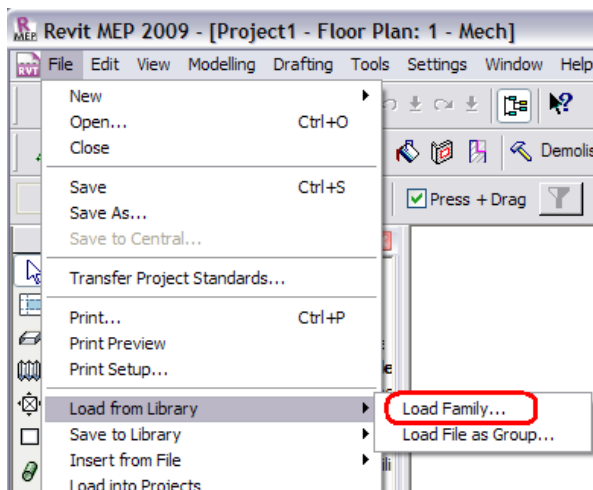 Revit MEP 2009 - [Project1 - Floor Plan: 1 - Mech]
File Edit View Modelling Drafting Tools Settings Window Help
New
Open... Ctrl+O
Close
Demolis
Save Ctrl+S
Press + Drag
Save As...
Save to Central...
Transfer Project Standards...
Print... Ctrl+P
Print Preview
Print Setup...
Load from Library
Load Family...
Save to Library
Load File as Group...
Insert from File
Load into Projects